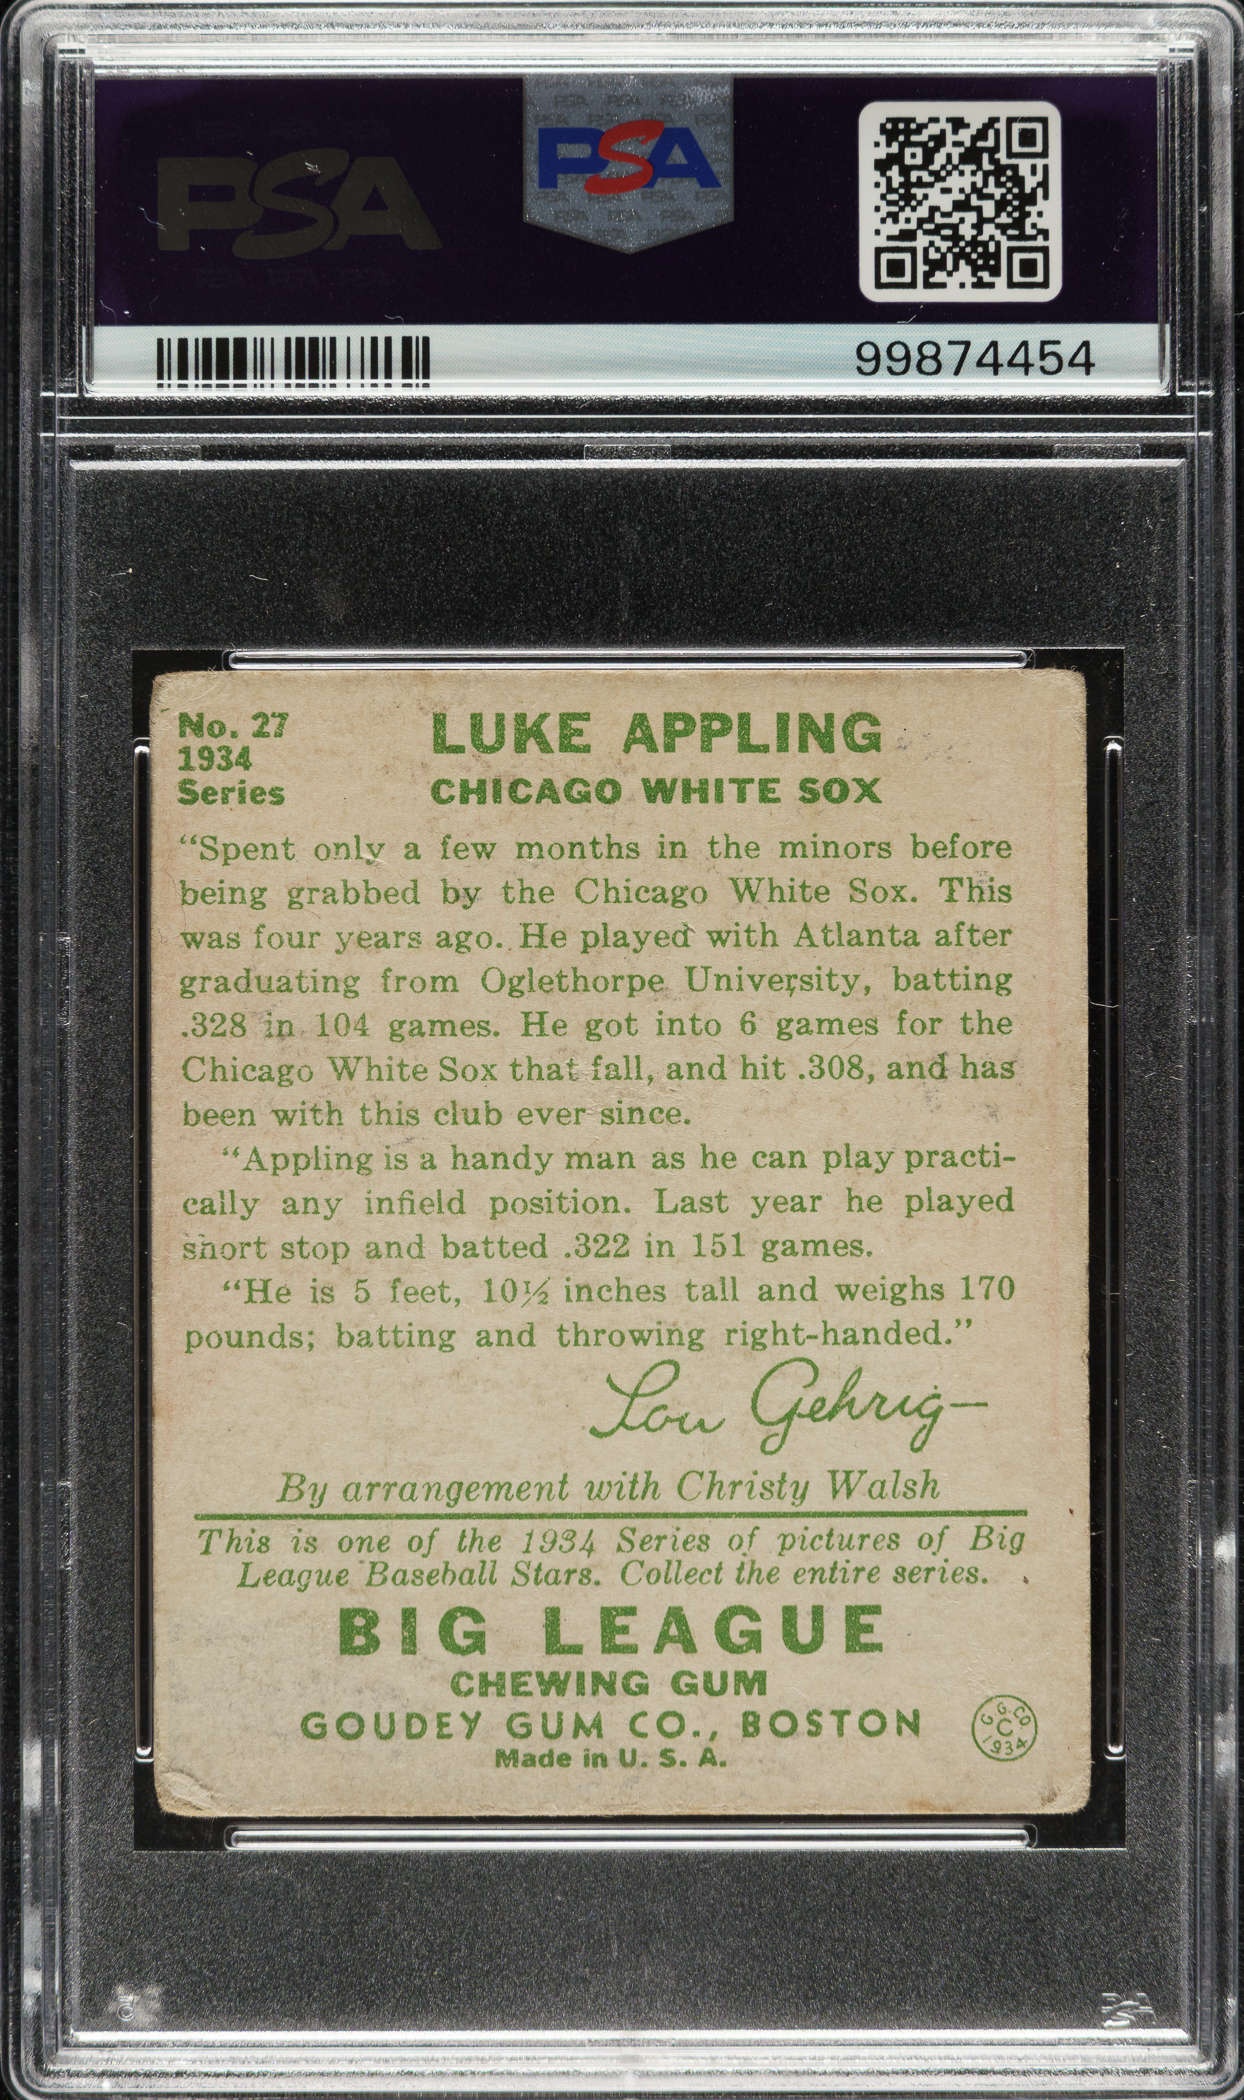 PSA
PSA
99874454
No. 27
1934
Series
LUKE APPLING
CHICAGO WHITE SOX
“Spent only a few months in the minors before
being grabbed by the Chicago White Sox. This
was four years ago. He played with Atlanta after
graduating from Oglethorpe University, batting
.328 in 104 games. He got into 6 games for the
Chicago White Sox that fall, and hit .308, and has
been with this club ever since.
“Appling is a handy man as he can play practi-
cally any infield position. Last year he played
short stop and batted .322 in 151 games.
“He is 5 feet, 10½ inches tall and weighs 170
pounds; batting and throwing right-handed.”
Lou Gehrig—
By arrangement with Christy Walsh
This is one of the 1934 Series of pictures of Big
League Baseball Stars. Collect the entire series.
BIG LEAGUE
CHEWING GUM
GOUDEY GUM CO., BOSTON
Made in U. S. A.
G. G. CO
C
1934
PSA